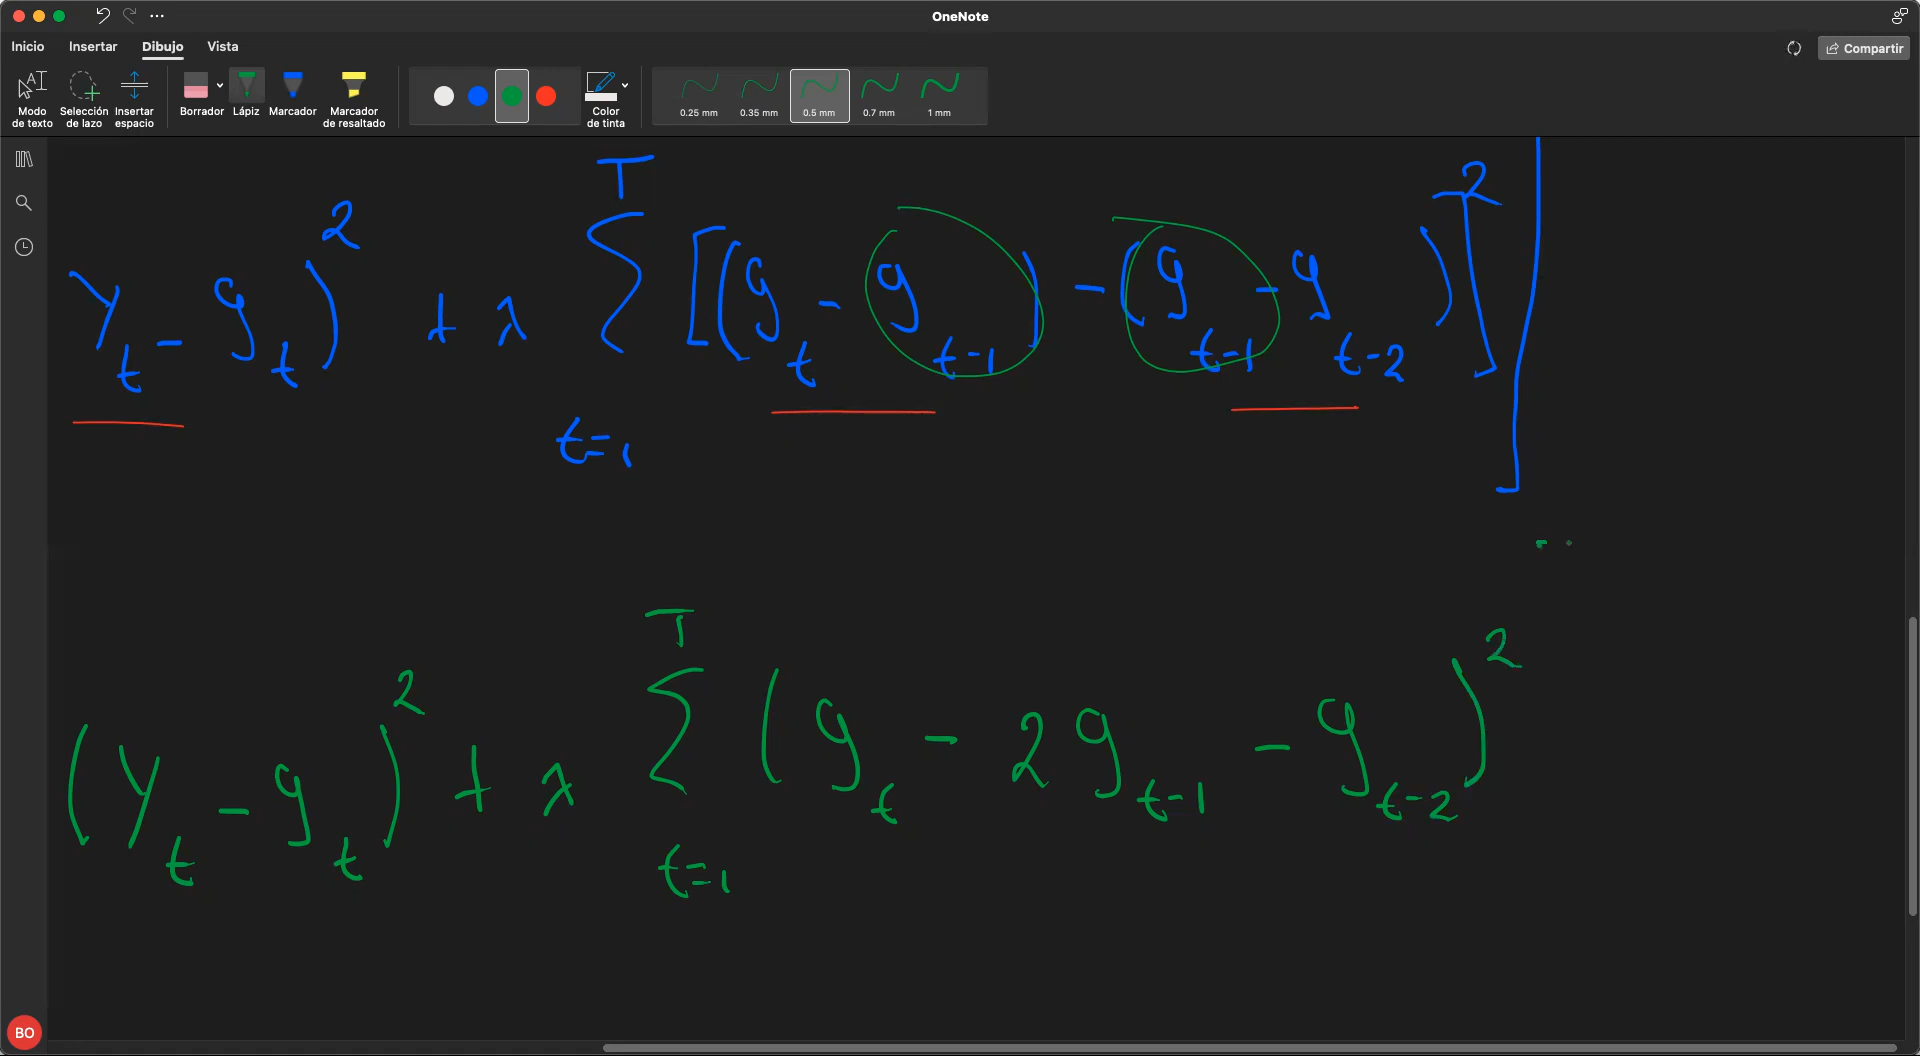 OneNote
Inicio Insertar Dibujo Vista Compartir
Modo de texto Selección de lazo Insertar espacio Borrador Lápiz Marcador Marcador de resaltado Color de tinta 0.25 mm 0.35 mm 0.5 mm 0.7 mm 1 mm
y_t - g_t)^2 + λ Σ_{t=1}^{T} [(g_t - g_{t-1}) - (g_{t-1} - g_{t-2})]^2]
(y_t - g_t)^2 + λ Σ_{t=1}^{T} (g_t - 2g_{t-1} - g_{t-2})^2
BO